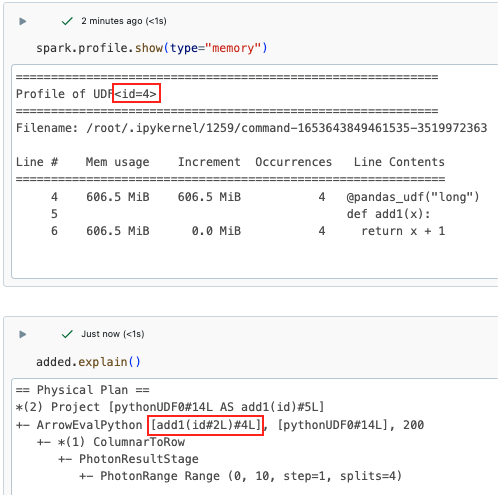 2 minutes ago (<1s)
spark.profile.show(type="memory")
============================================================
Profile of UDF<id=4>
============================================================
Filename: /root/.ipykernel/1259/command-1653643849461535-3519972363
Line #    Mem usage    Increment  Occurrences   Line Contents
=============================================================
     4    606.5 MiB    606.5 MiB           4   @pandas_udf("long")
     5                                         def add1(x):
     6    606.5 MiB      0.0 MiB           4     return x + 1
Just now (<1s)
added.explain()
== Physical Plan ==
*(2) Project [pythonUDF0#14L AS add1(id)#5L]
+- ArrowEvalPython [add1(id#2L)#4L], [pythonUDF0#14L], 200
   +- *(1) ColumnarToRow
      +- PhotonResultStage
         +- PhotonRange Range (0, 10, step=1, splits=4)